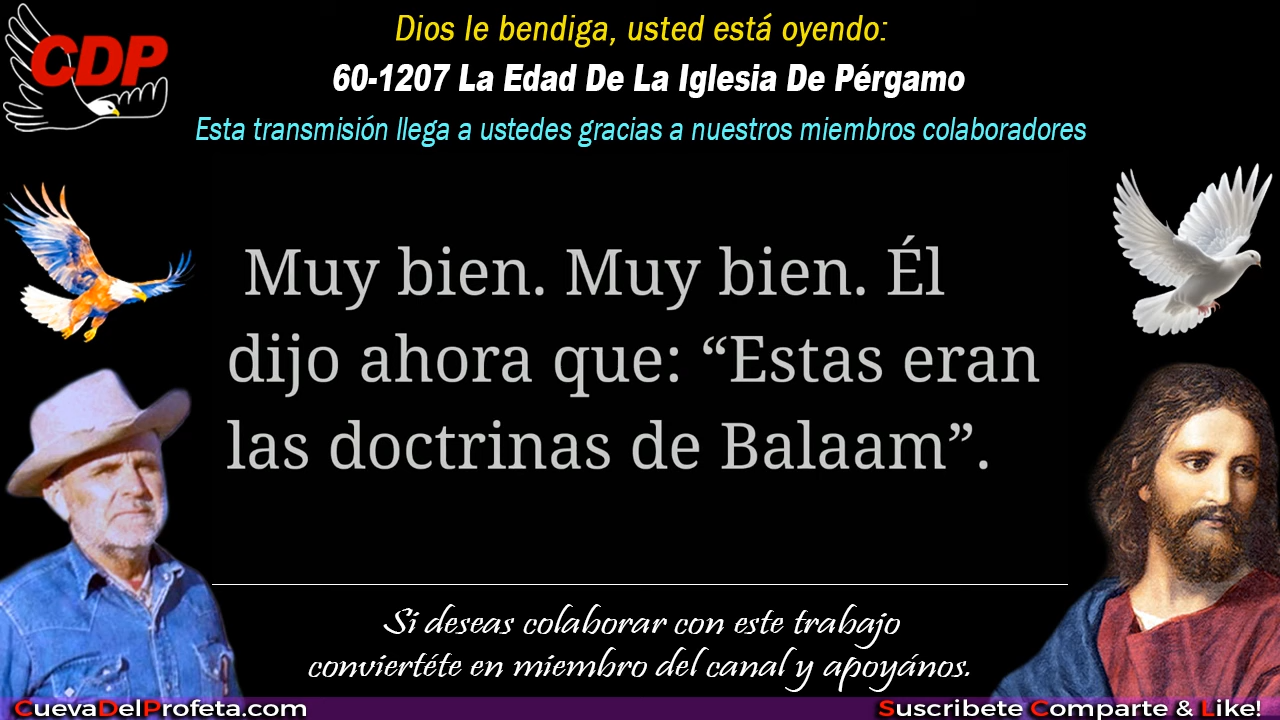 CDP
Dios le bendiga, usted está oyendo:
60-1207 La Edad De La Iglesia De Pérgamo
Esta transmisión llega a ustedes gracias a nuestros miembros colaboradores
Muy bien. Muy bien. Él
dijo ahora que: “Estas eran
las doctrinas de Balaam”.
Si deseas colaborar con este trabajo
conviertéte en miembro del canal y apoyános.
CuevaDelProfeta.com
Suscribete Comparte & Like!